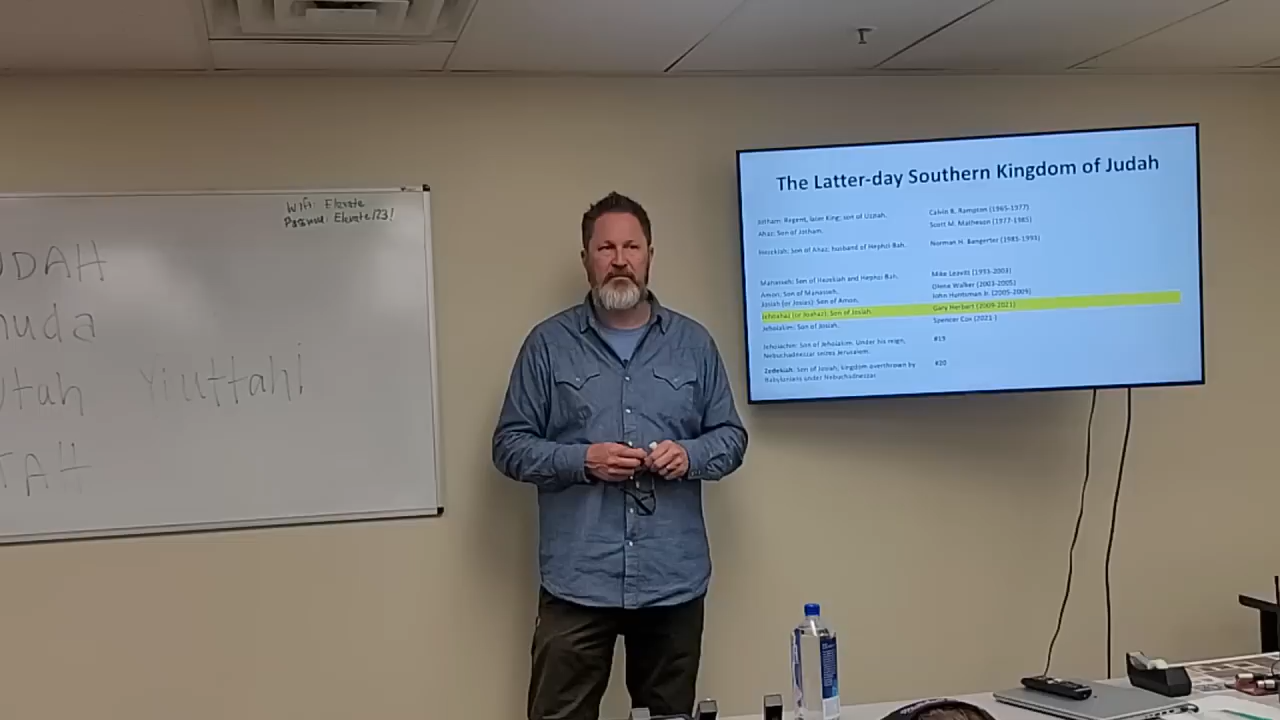 Wifi: Elevate
Passwd: Elevate123!
UDAH
huda
Utah Yiuttahi
TAH
The Latter-day Southern Kingdom of Judah
Jotham: Regent, later King; son of Uzziah. Calvin R. Rampton (1965-1977)
Ahaz: Son of Jotham. Scott M. Matheson (1977-1985)
Hezekiah: Son of Ahaz; husband of Hephzi-Bah. Norman H. Bangerter (1985-1993)
Manasseh: Son of Hezekiah and Hephzi-Bah. Mike Leavitt (1993-2003)
Amon: Son of Manasseh. Olene Walker (2003-2005)
Josiah (or Josias): Son of Amon. John Huntsman Jr. (2005-2009)
Jehoahaz (or Joahaz): Son of Josiah. Gary Herbert (2009-2021)
Jehoiakim: Son of Josiah. Spencer Cox (2021- )
Jehoiachin: Son of Jehoiakim. Under his reign, #19
Nebuchadnezzar seizes Jerusalem.
Zedekiah: Son of Josiah; kingdom overthrown by #20
Babylonians under Nebuchadnezzar